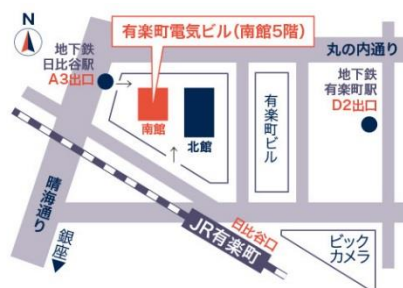 N
有楽町電気ビル(南館5階)
丸の内通り
地下鉄
日比谷駅
A3出口
地下鉄
有楽町駅
D2出口
南館
北館
有楽町ビル
晴海通り
銀座
日比谷口
JR有楽町
ビック
カメラ